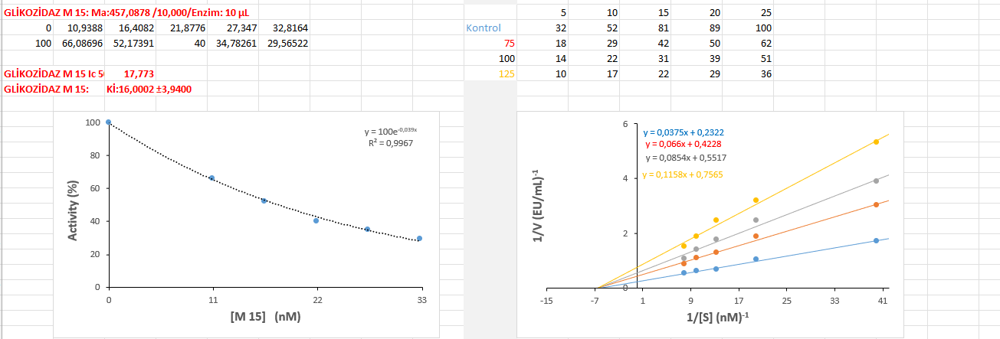 GLİKOZİDAZ M 15: Ma:457,0878 /10,000/Enzim: 10 µL
0 10,9388 16,4082 21,8776 27,347 32,8164
100 66,08696 52,17391 40 34,78261 29,56522
GLİKOZİDAZ M 15 Ic 5 17,773
GLİKOZİDAZ M 15: Kİ:16,0002 ±3,9400
5 10 15 20 25
Kontrol 32 52 81 89 100
75 18 29 42 50 62
100 14 22 31 39 51
125 10 17 22 29 36
y = 100e-0,039x
R² = 0,9967
100
80
60
40
20
0
0 11 22 33
Activity (%)
[M 15] (nM)
y = 0,0375x + 0,2322
y = 0,066x + 0,4228
y = 0,0854x + 0,5517
y = 0,1158x + 0,7565
6
4
2
0
-15 -7 1 9 17 25 33 41
1/V (EU/mL)-1
1/[S] (nM)-1